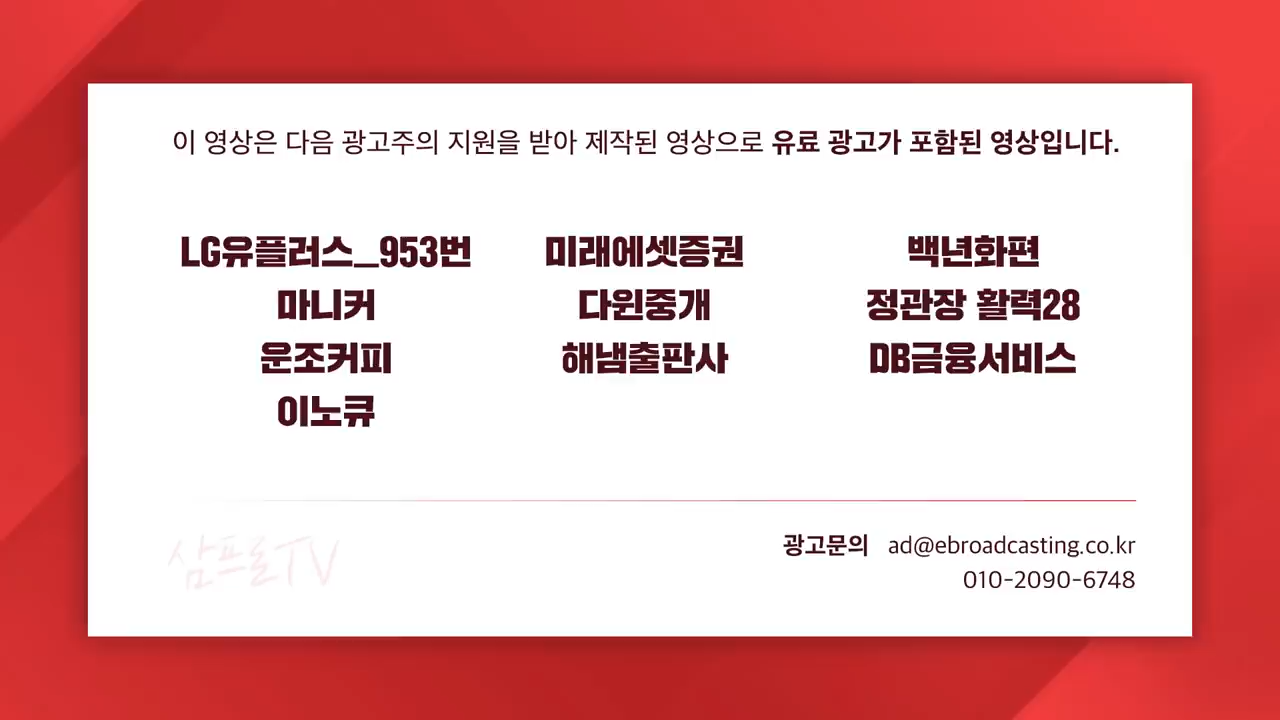 이 영상은 다음 광고주의 지원을 받아 제작된 영상으로 유료 광고가 포함된 영상입니다.
LG유플러스_953번
마니커
운조커피
이노큐
미래에셋증권
다윈중개
해냄출판사
백년화편
정관장 활력28
DB금융서비스
삼프로TV
광고문의 ad@ebroadcasting.co.kr
010-2090-6748